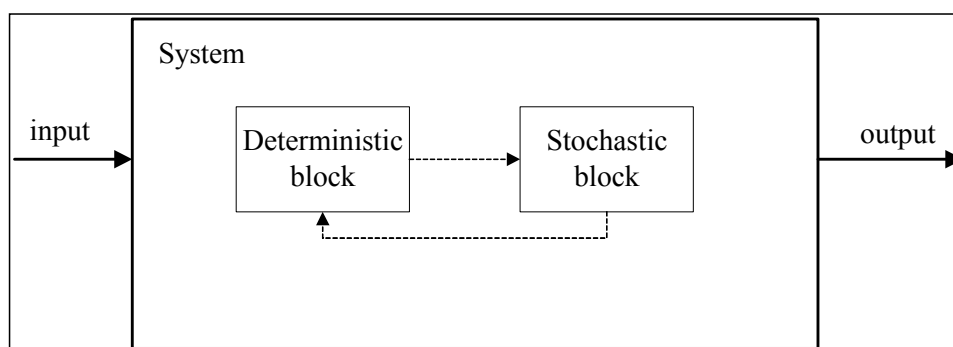 System
input
Deterministic
block
Stochastic
block
output